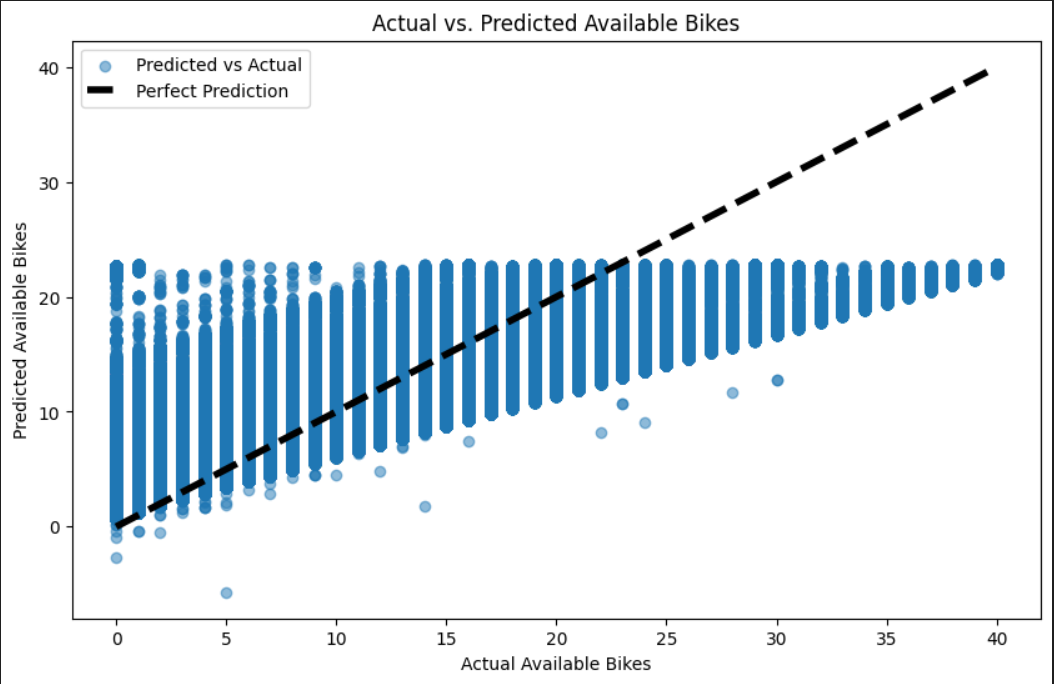 Actual vs. Predicted Available Bikes
Predicted vs Actual
Perfect Prediction
Predicted Available Bikes
40
30
20
10
0
0 5 10 15 20 25 30 35 40
Actual Available Bikes